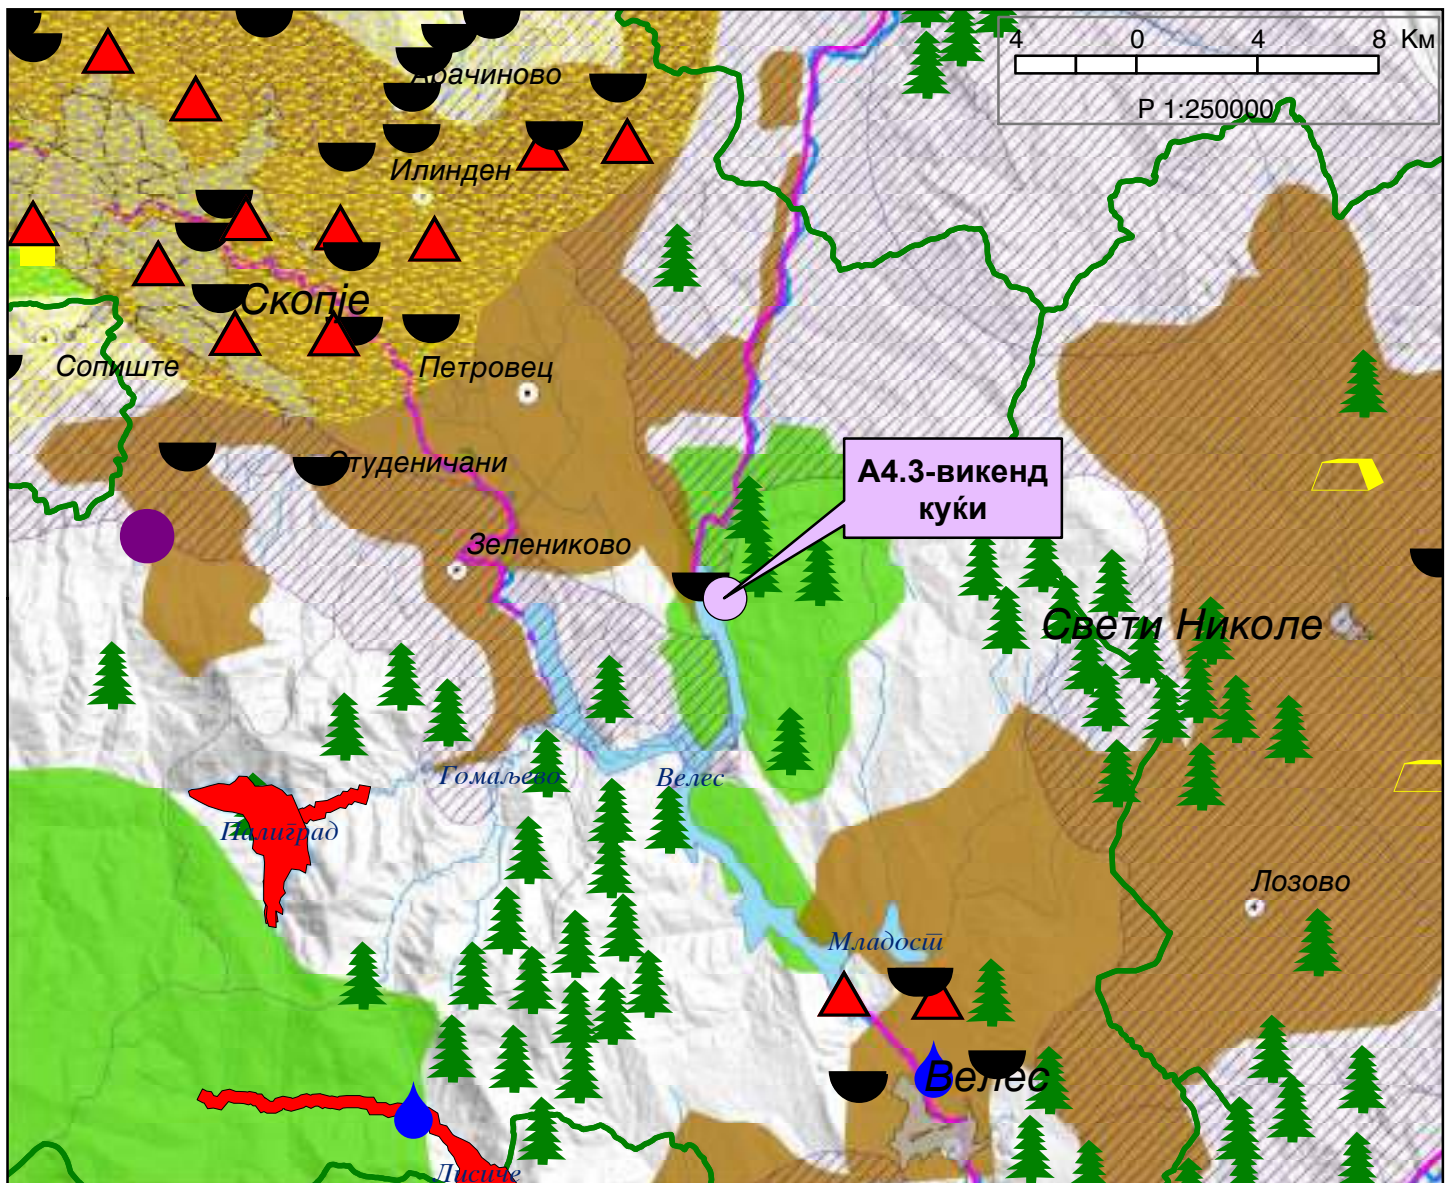 4 0 4 8 Км
Р 1:250000
Арачиново
Илинден
Скопје
Сопиште
Петровец
Студеничани
А4.3-викенд
куќи
Зелениково
Свети Николе
Гомаљево
Велес
Палиград
Лозово
Младост
Велес
Лисиче